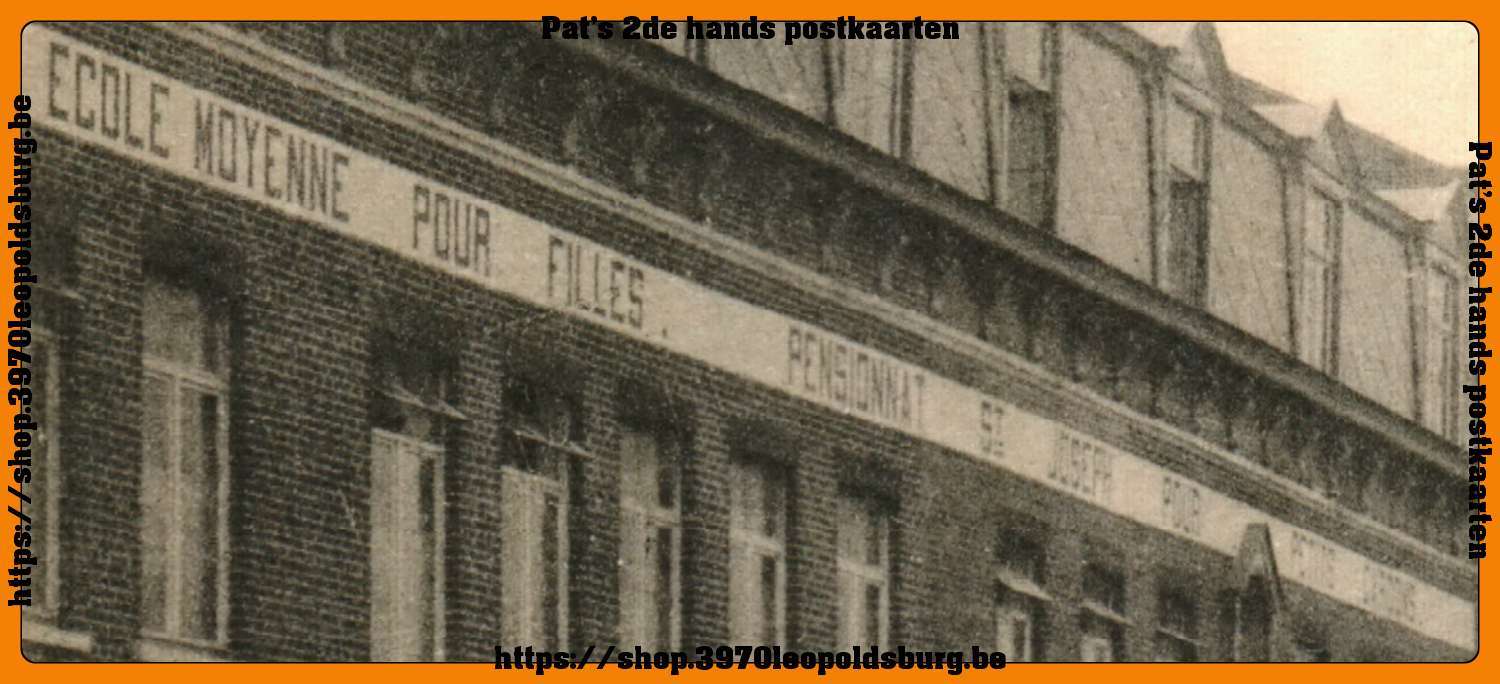 Pat's 2de hands postkaarten
ECOLE MOYENNE POUR FILLES. PENSIONNAT ST JOSEPH POUR
https://shop.3970leopoldsburg.be
Pat's 2de hands postkaarten
https://shop.3970leopoldsburg.be